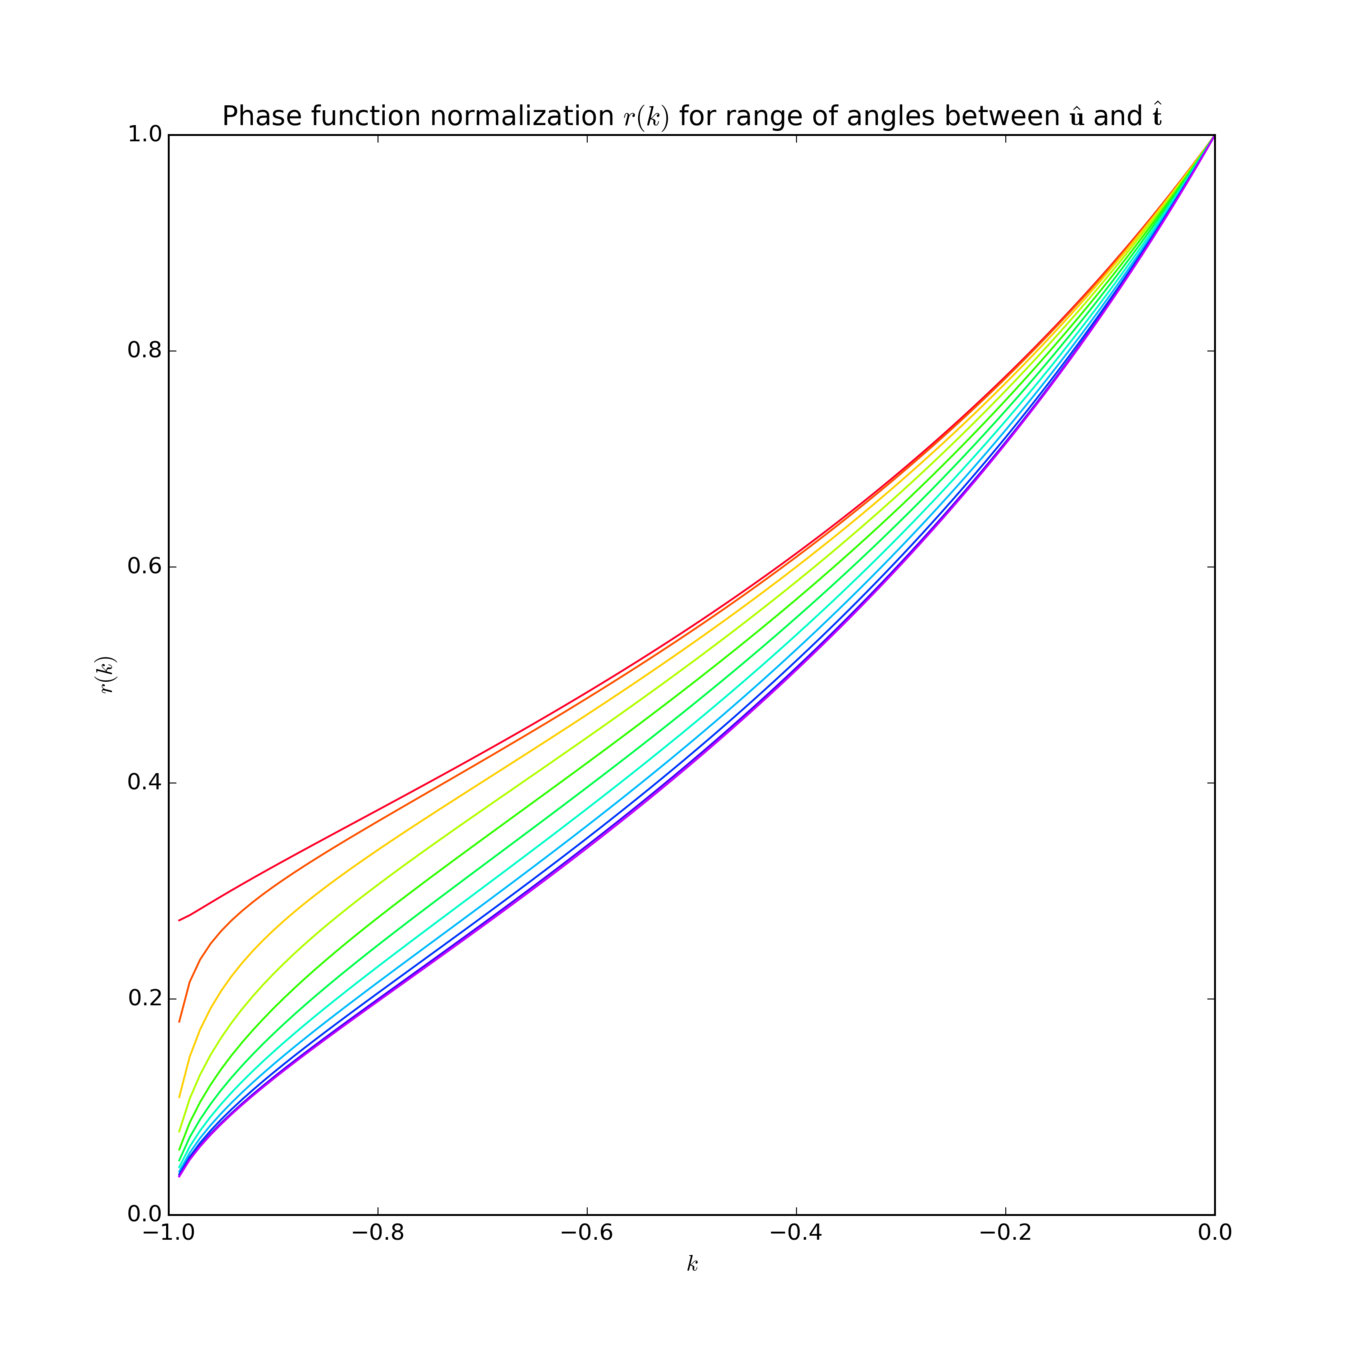 Phase function normalization r(k) for range of angles between û and t̂
1.0
0.8
0.6
r(k)
0.4
0.2
0.0
−1.0 −0.8 −0.6 −0.4 −0.2 0.0
k